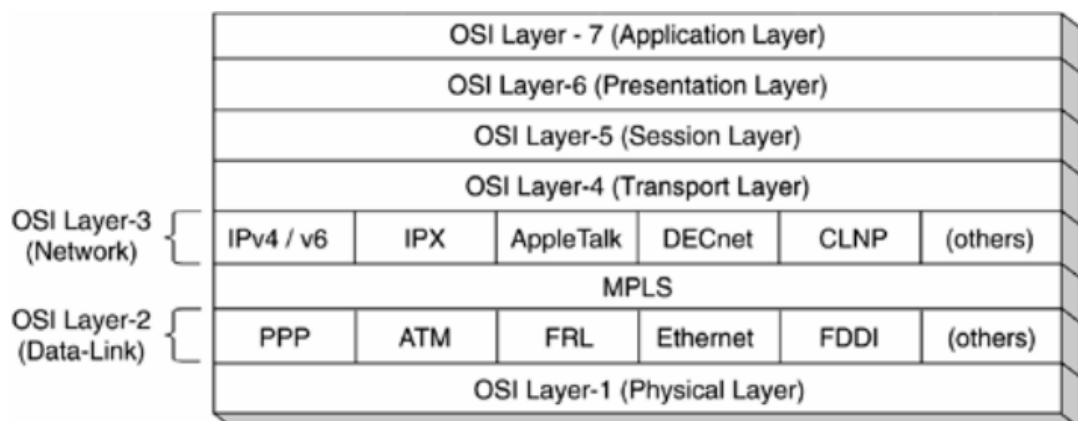 OSI Layer - 7 (Application Layer)
OSI Layer-6 (Presentation Layer)
OSI Layer-5 (Session Layer)
OSI Layer-4 (Transport Layer)
OSI Layer-3
(Network)
IPv4 / v6 IPX AppleTalk DECnet CLNP (others)
MPLS
OSI Layer-2
(Data-Link)
PPP ATM FRL Ethernet FDDI (others)
OSI Layer-1 (Physical Layer)